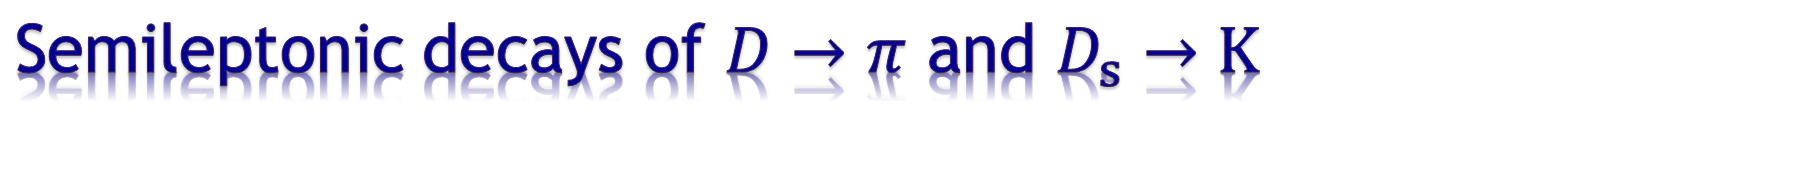 Semileptonic decays of D → π and Dₛ → K